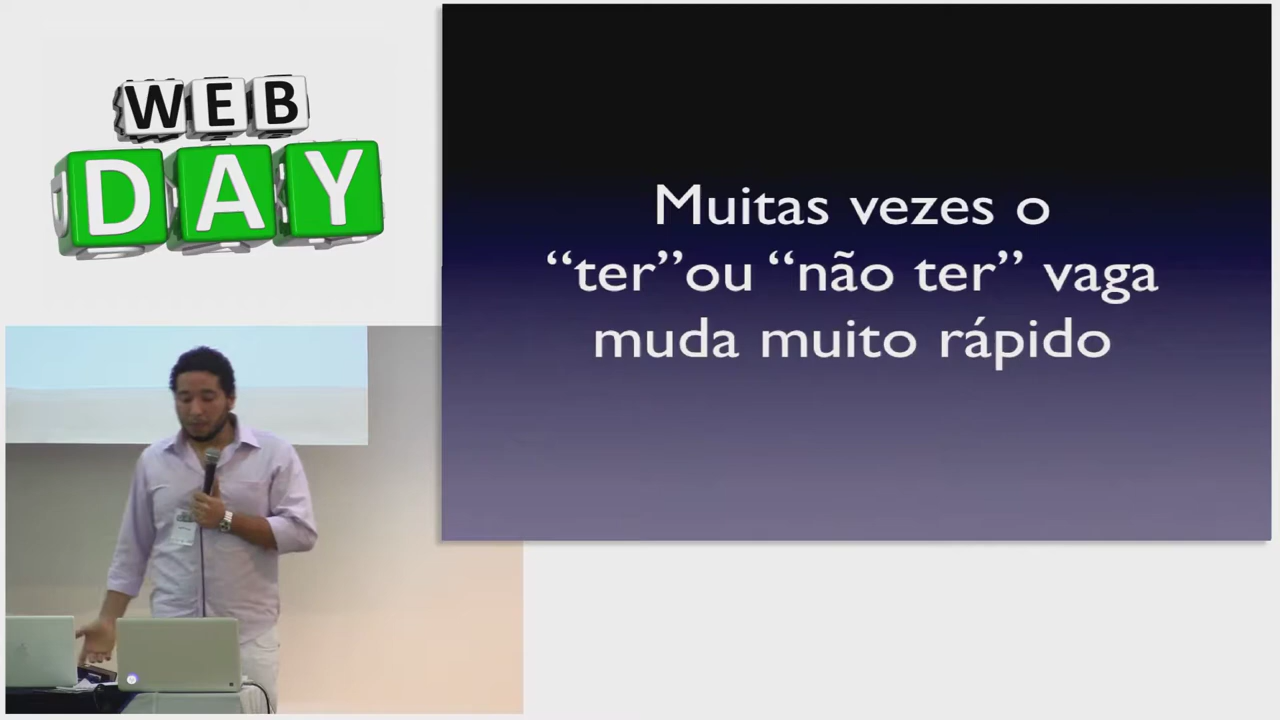 WEB
DAY
Muitas vezes o
“ter”ou “não ter” vaga
muda muito rápido